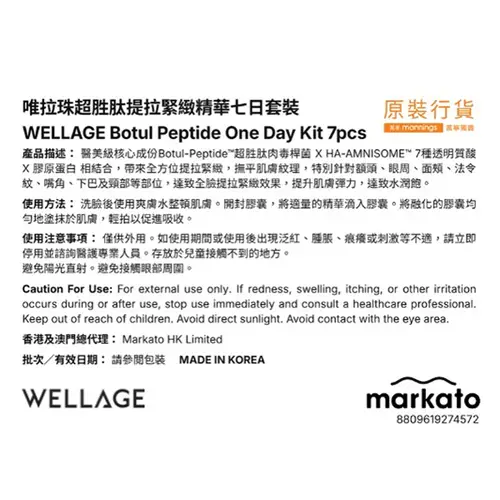 唯拉珠超胜肽提拉緊緻精華七日套裝
WELLAGE Botul Peptide One Day Kit 7pcs
原裝行貨
萬寧 mannings 萬寧獨選
產品描述： 醫美級核心成份Botul-Peptide™超胜肽肉毒桿菌 X HA-AMNISOME™ 7種透明質酸
X 膠原蛋白 相結合，帶來全方位提拉緊緻，撫平肌膚紋理，特別針對額頭、眼周、面頰、法令
紋、嘴角、下巴及頸部等部位，達致全臉提拉緊緻效果，提升肌膚彈力，達致水潤飽。
使用方法： 洗臉後使用爽膚水整頓肌膚。開封膠囊，將適量的精華滴入膠囊。將融化的膠囊均
勻地塗抹於肌膚，輕拍以促進吸收。
使用注意事項： 僅供外用。如使用期間或使用後出現泛紅、腫脹、痕癢或刺激等不適，請立即
停用並諮詢醫護專業人員。存放於兒童接觸不到的地方。
避免陽光直射。避免接觸眼部周圍。
Caution For Use: For external use only. If redness, swelling, itching, or other irritation
occurs during or after use, stop use immediately and consult a healthcare professional.
Keep out of reach of children. Avoid direct sunlight. Avoid contact with the eye area.
香港及澳門總代理： Markato HK Limited
批次／有效日期： 請參閱包裝 MADE IN KOREA
WELLAGE
markato
8809619274572